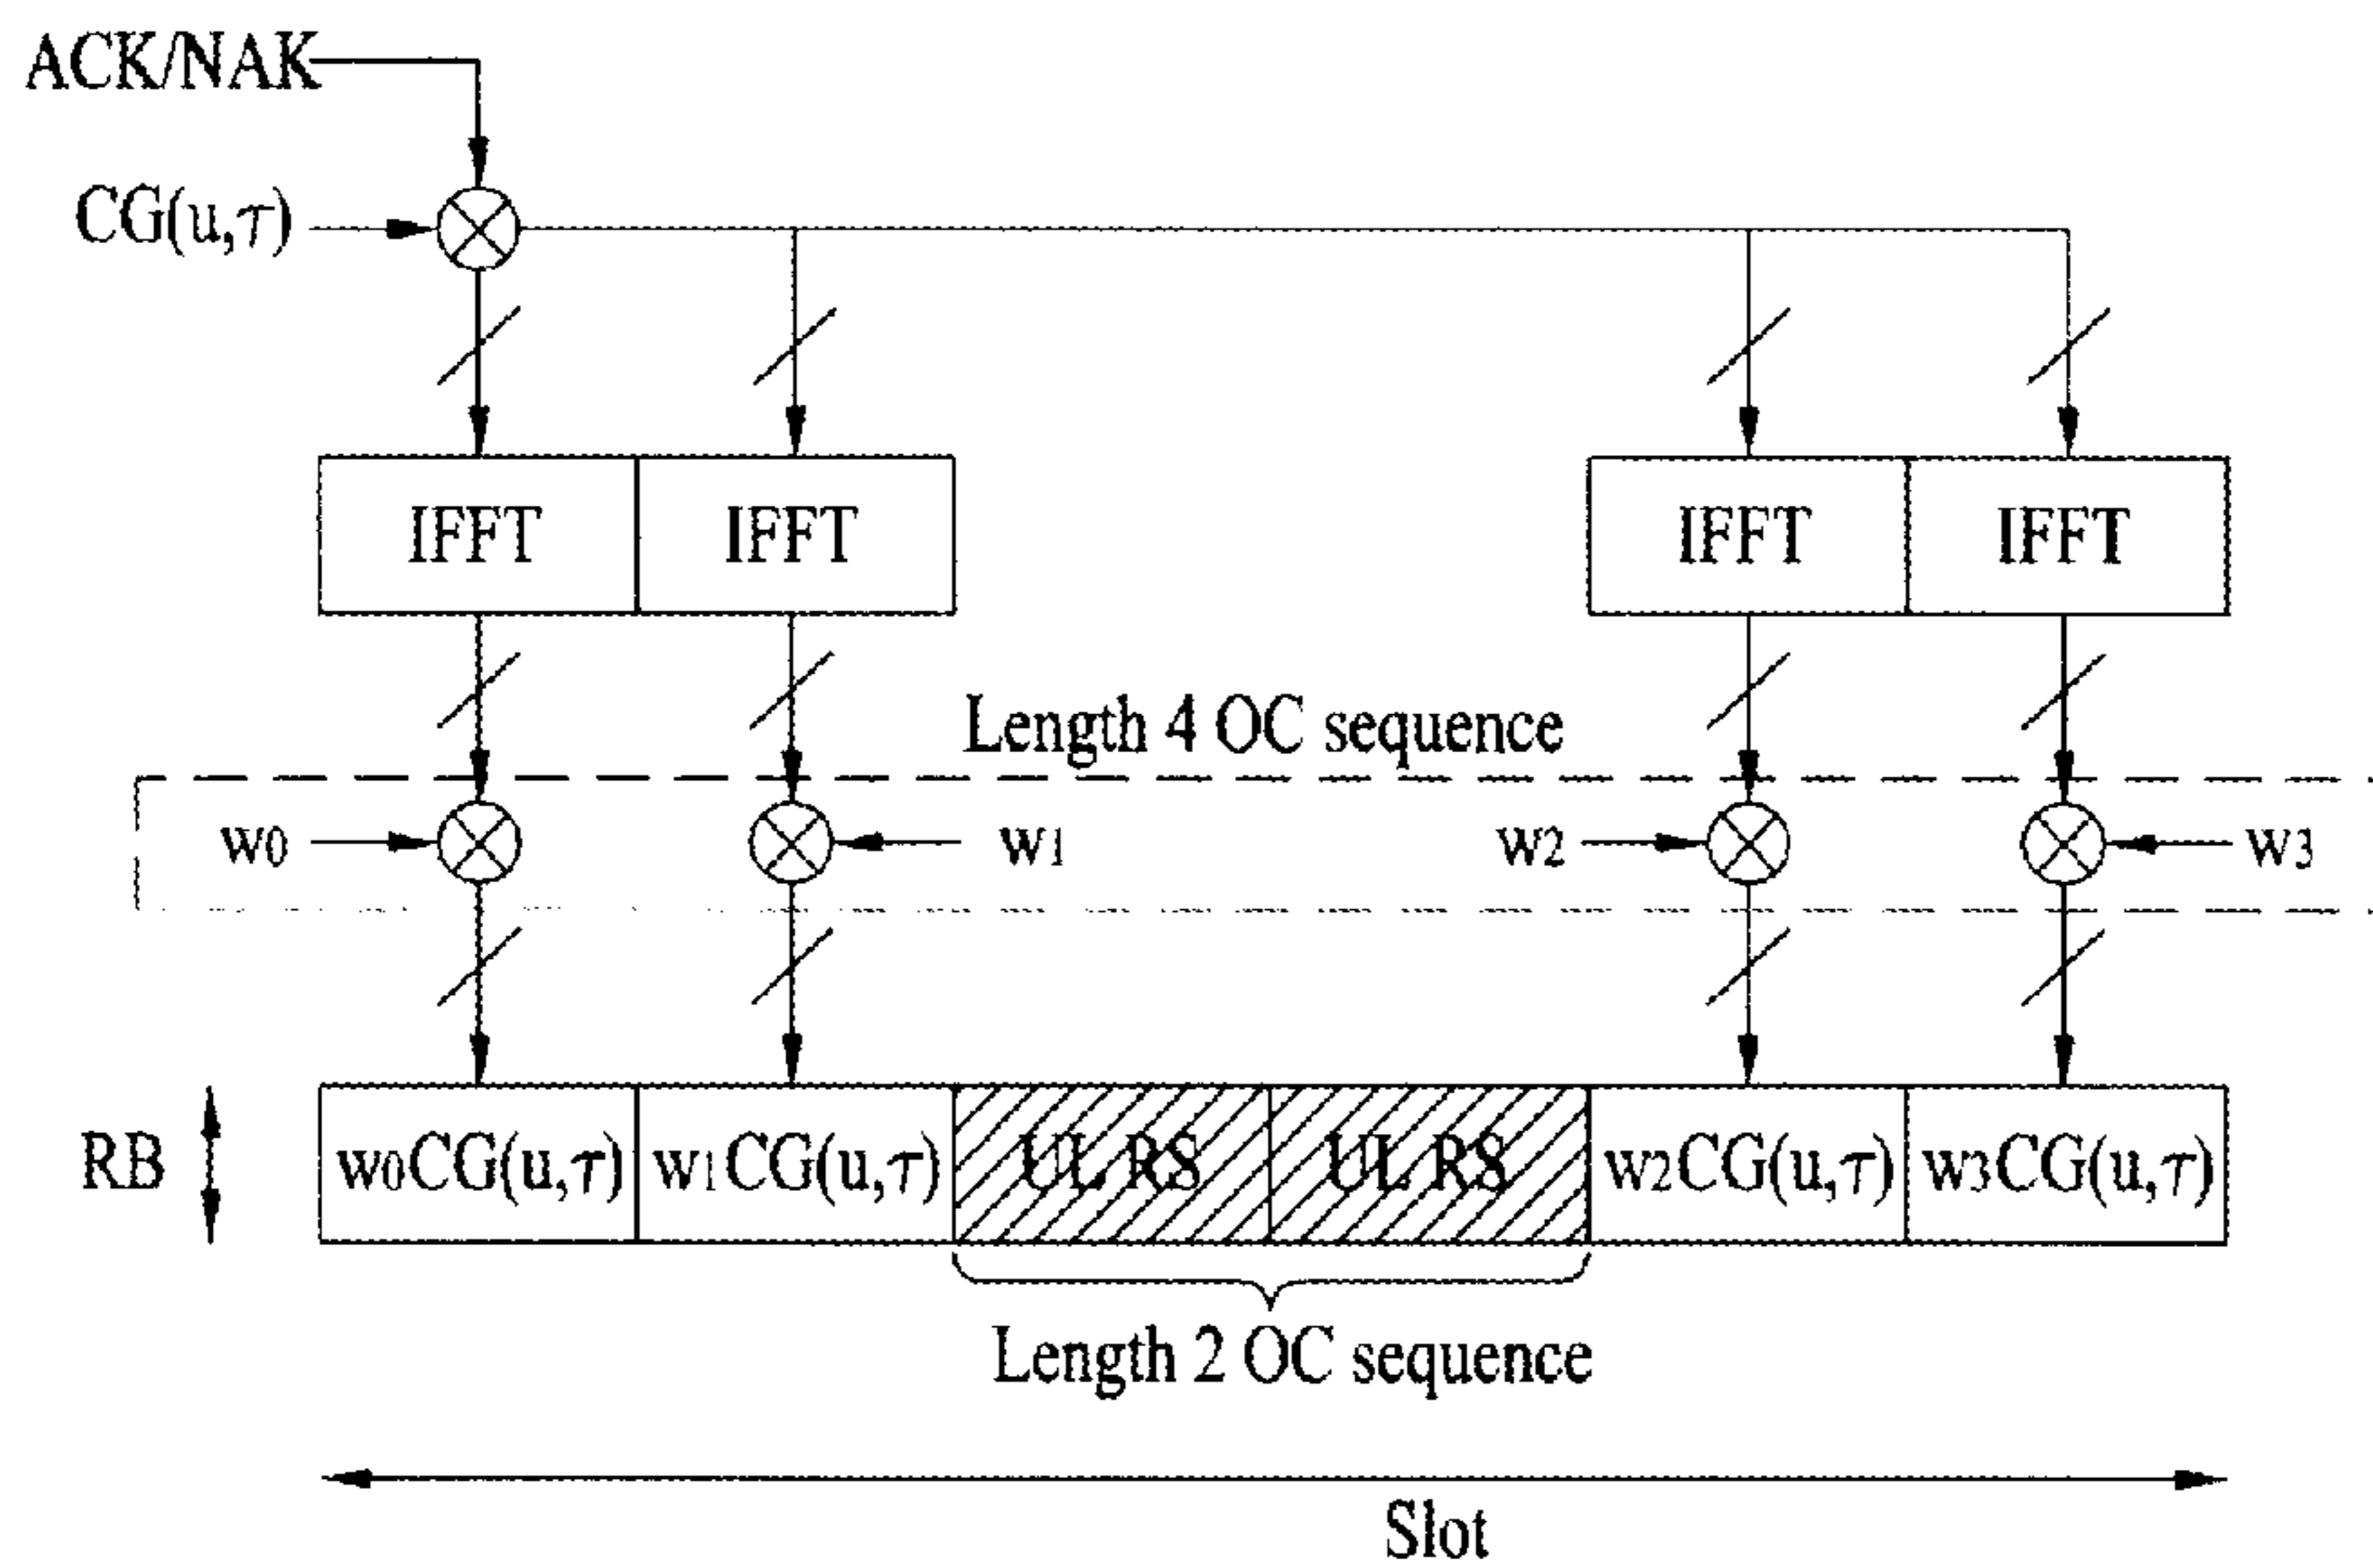 ACK/NAK
CG(u,τ)
IFFT IFFT IFFT IFFT
Length 4 OC sequence
w0 w1 w2 w3
RB w0CG(u,τ) w1CG(u,τ) UL RS UL RS w2CG(u,τ) w3CG(u,τ)
Length 2 OC sequence
Slot